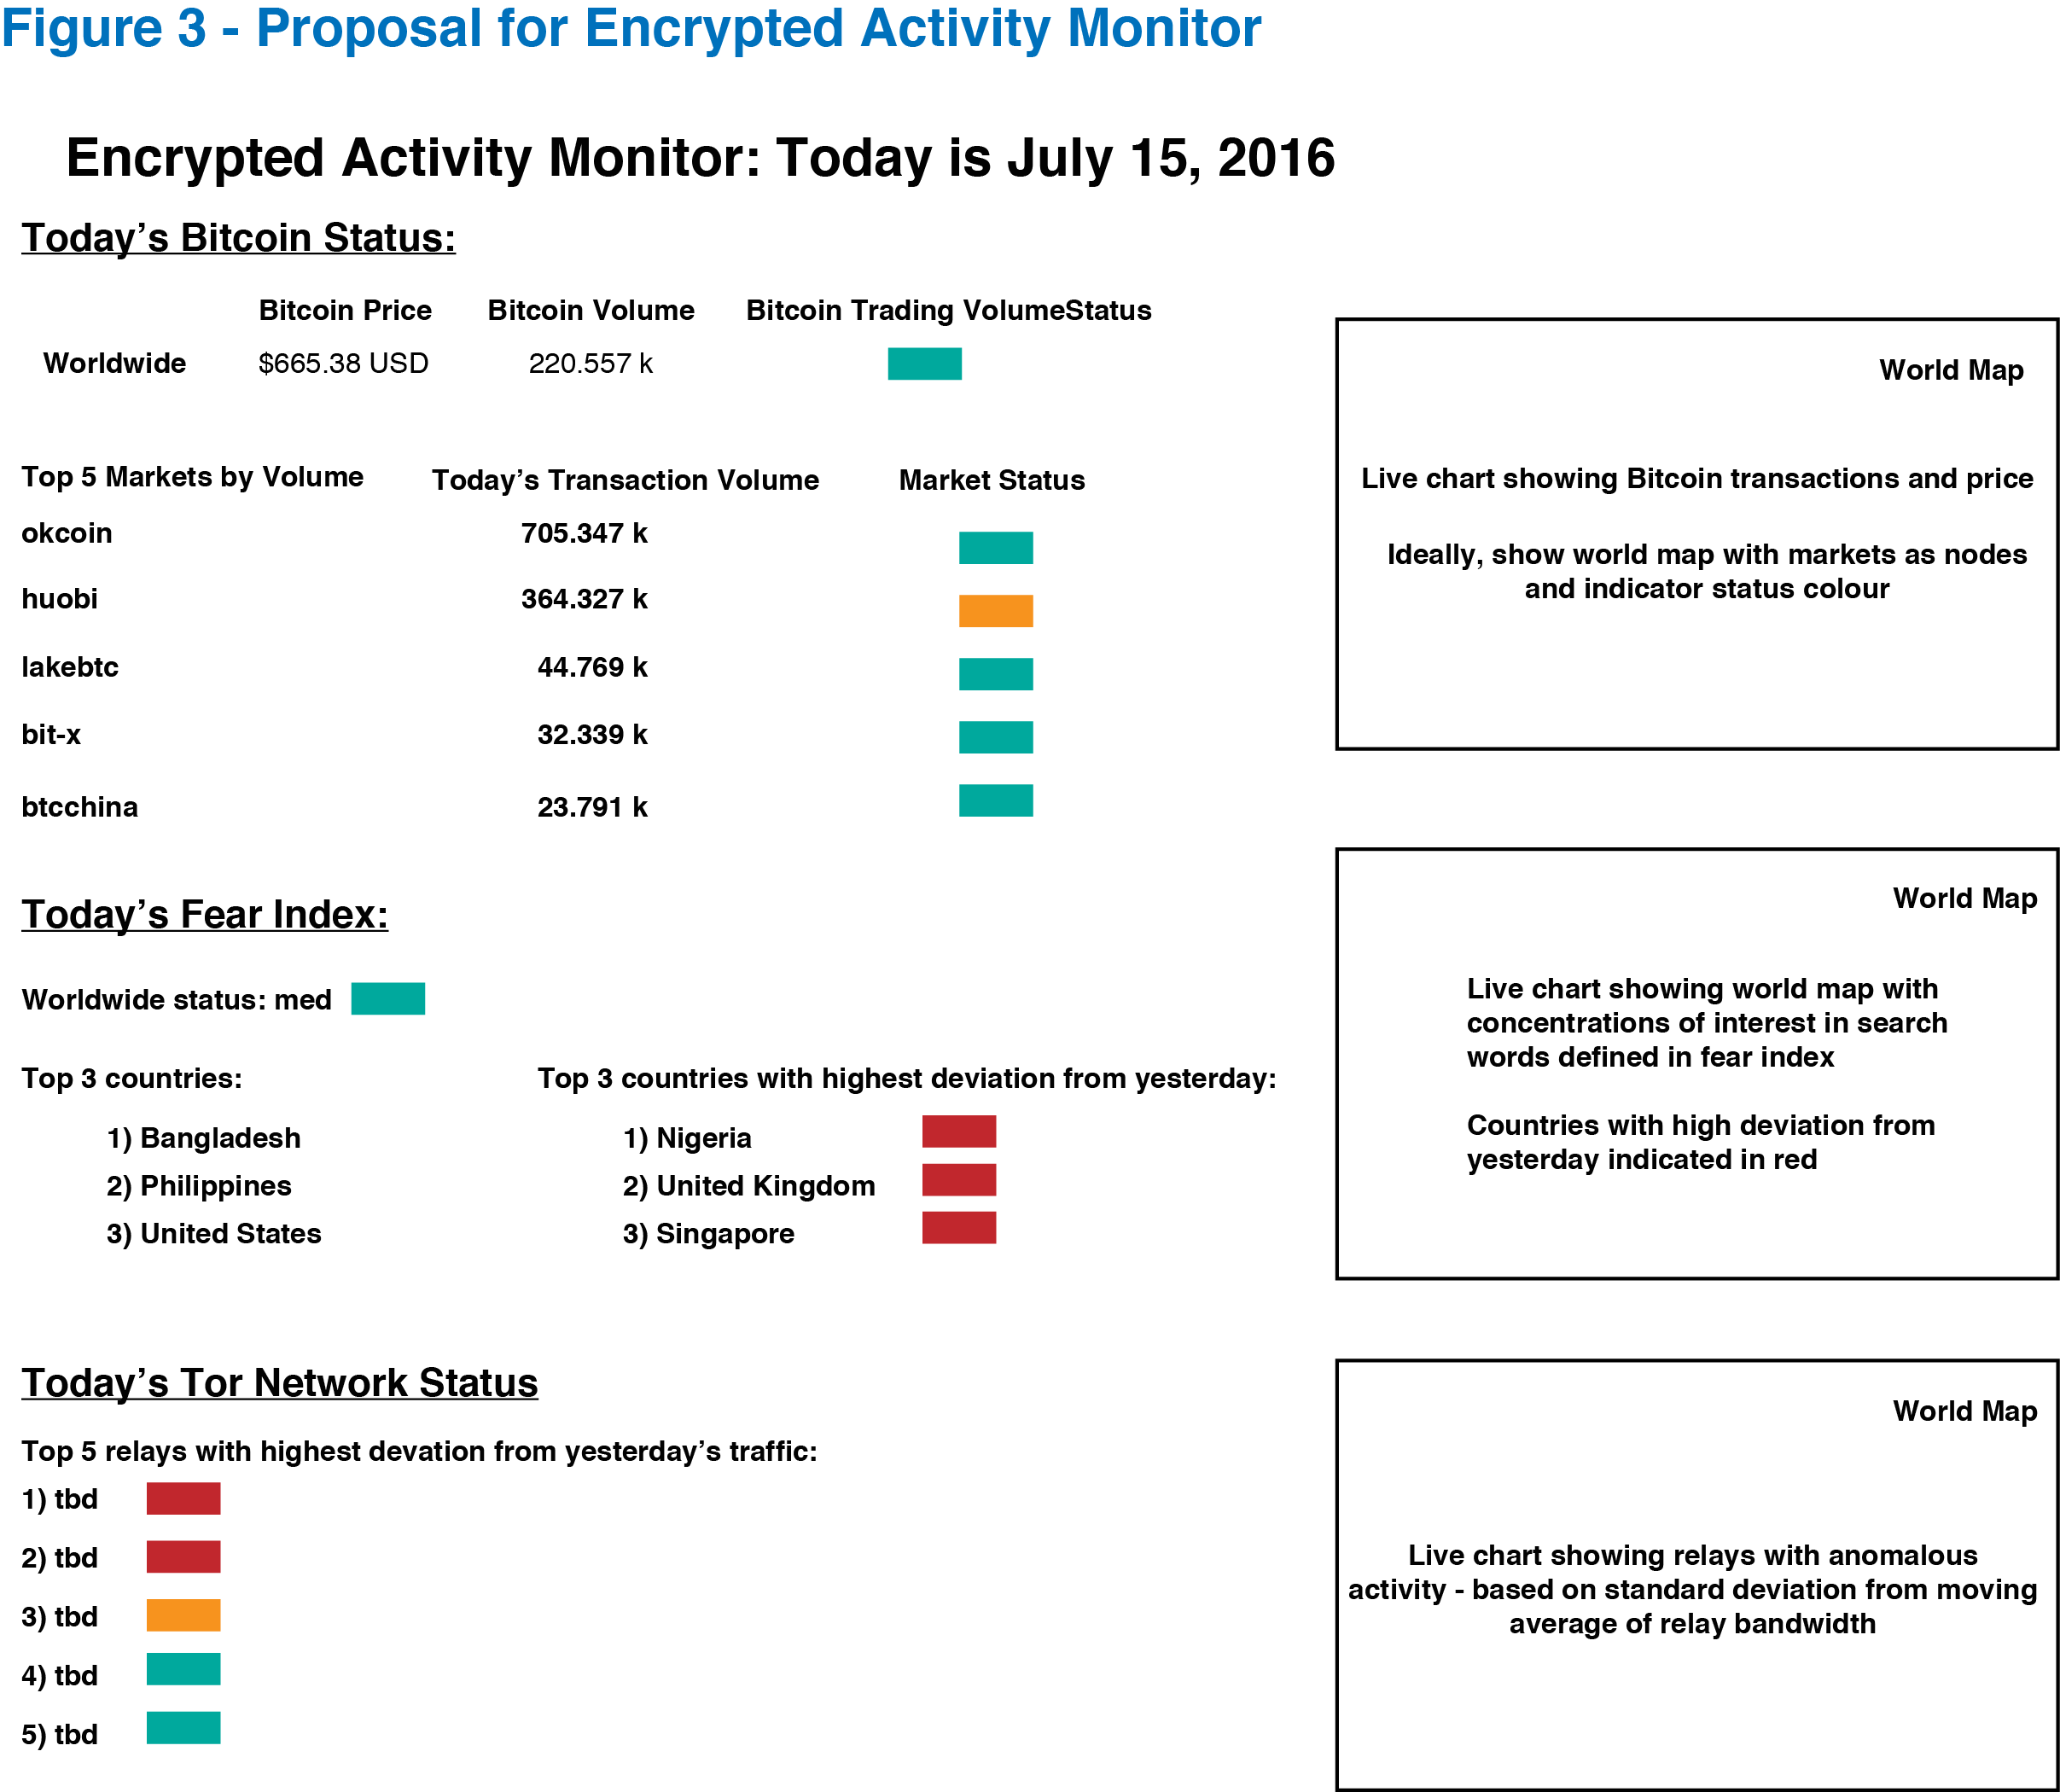 Figure 3 - Proposal for Encrypted Activity Monitor
Encrypted Activity Monitor: Today is July 15, 2016
Today’s Bitcoin Status:
Bitcoin Price Bitcoin Volume Bitcoin Trading VolumeStatus
Worldwide $665.38 USD 220.557 k
Top 5 Markets by Volume Today’s Transaction Volume Market Status
okcoin 705.347 k
huobi 364.327 k
lakebtc 44.769 k
bit-x 32.339 k
btcchina 23.791 k
World Map
Live chart showing Bitcoin transactions and price
Ideally, show world map with markets as nodes
and indicator status colour
Today’s Fear Index:
Worldwide status: med
Top 3 countries: Top 3 countries with highest deviation from yesterday:
1) Bangladesh 1) Nigeria
2) Philippines 2) United Kingdom
3) United States 3) Singapore
World Map
Live chart showing world map with
concentrations of interest in search
words defined in fear index
Countries with high deviation from
yesterday indicated in red
Today’s Tor Network Status
Top 5 relays with highest devation from yesterday’s traffic:
1) tbd
2) tbd
3) tbd
4) tbd
5) tbd
World Map
Live chart showing relays with anomalous
activity - based on standard deviation from moving
average of relay bandwidth